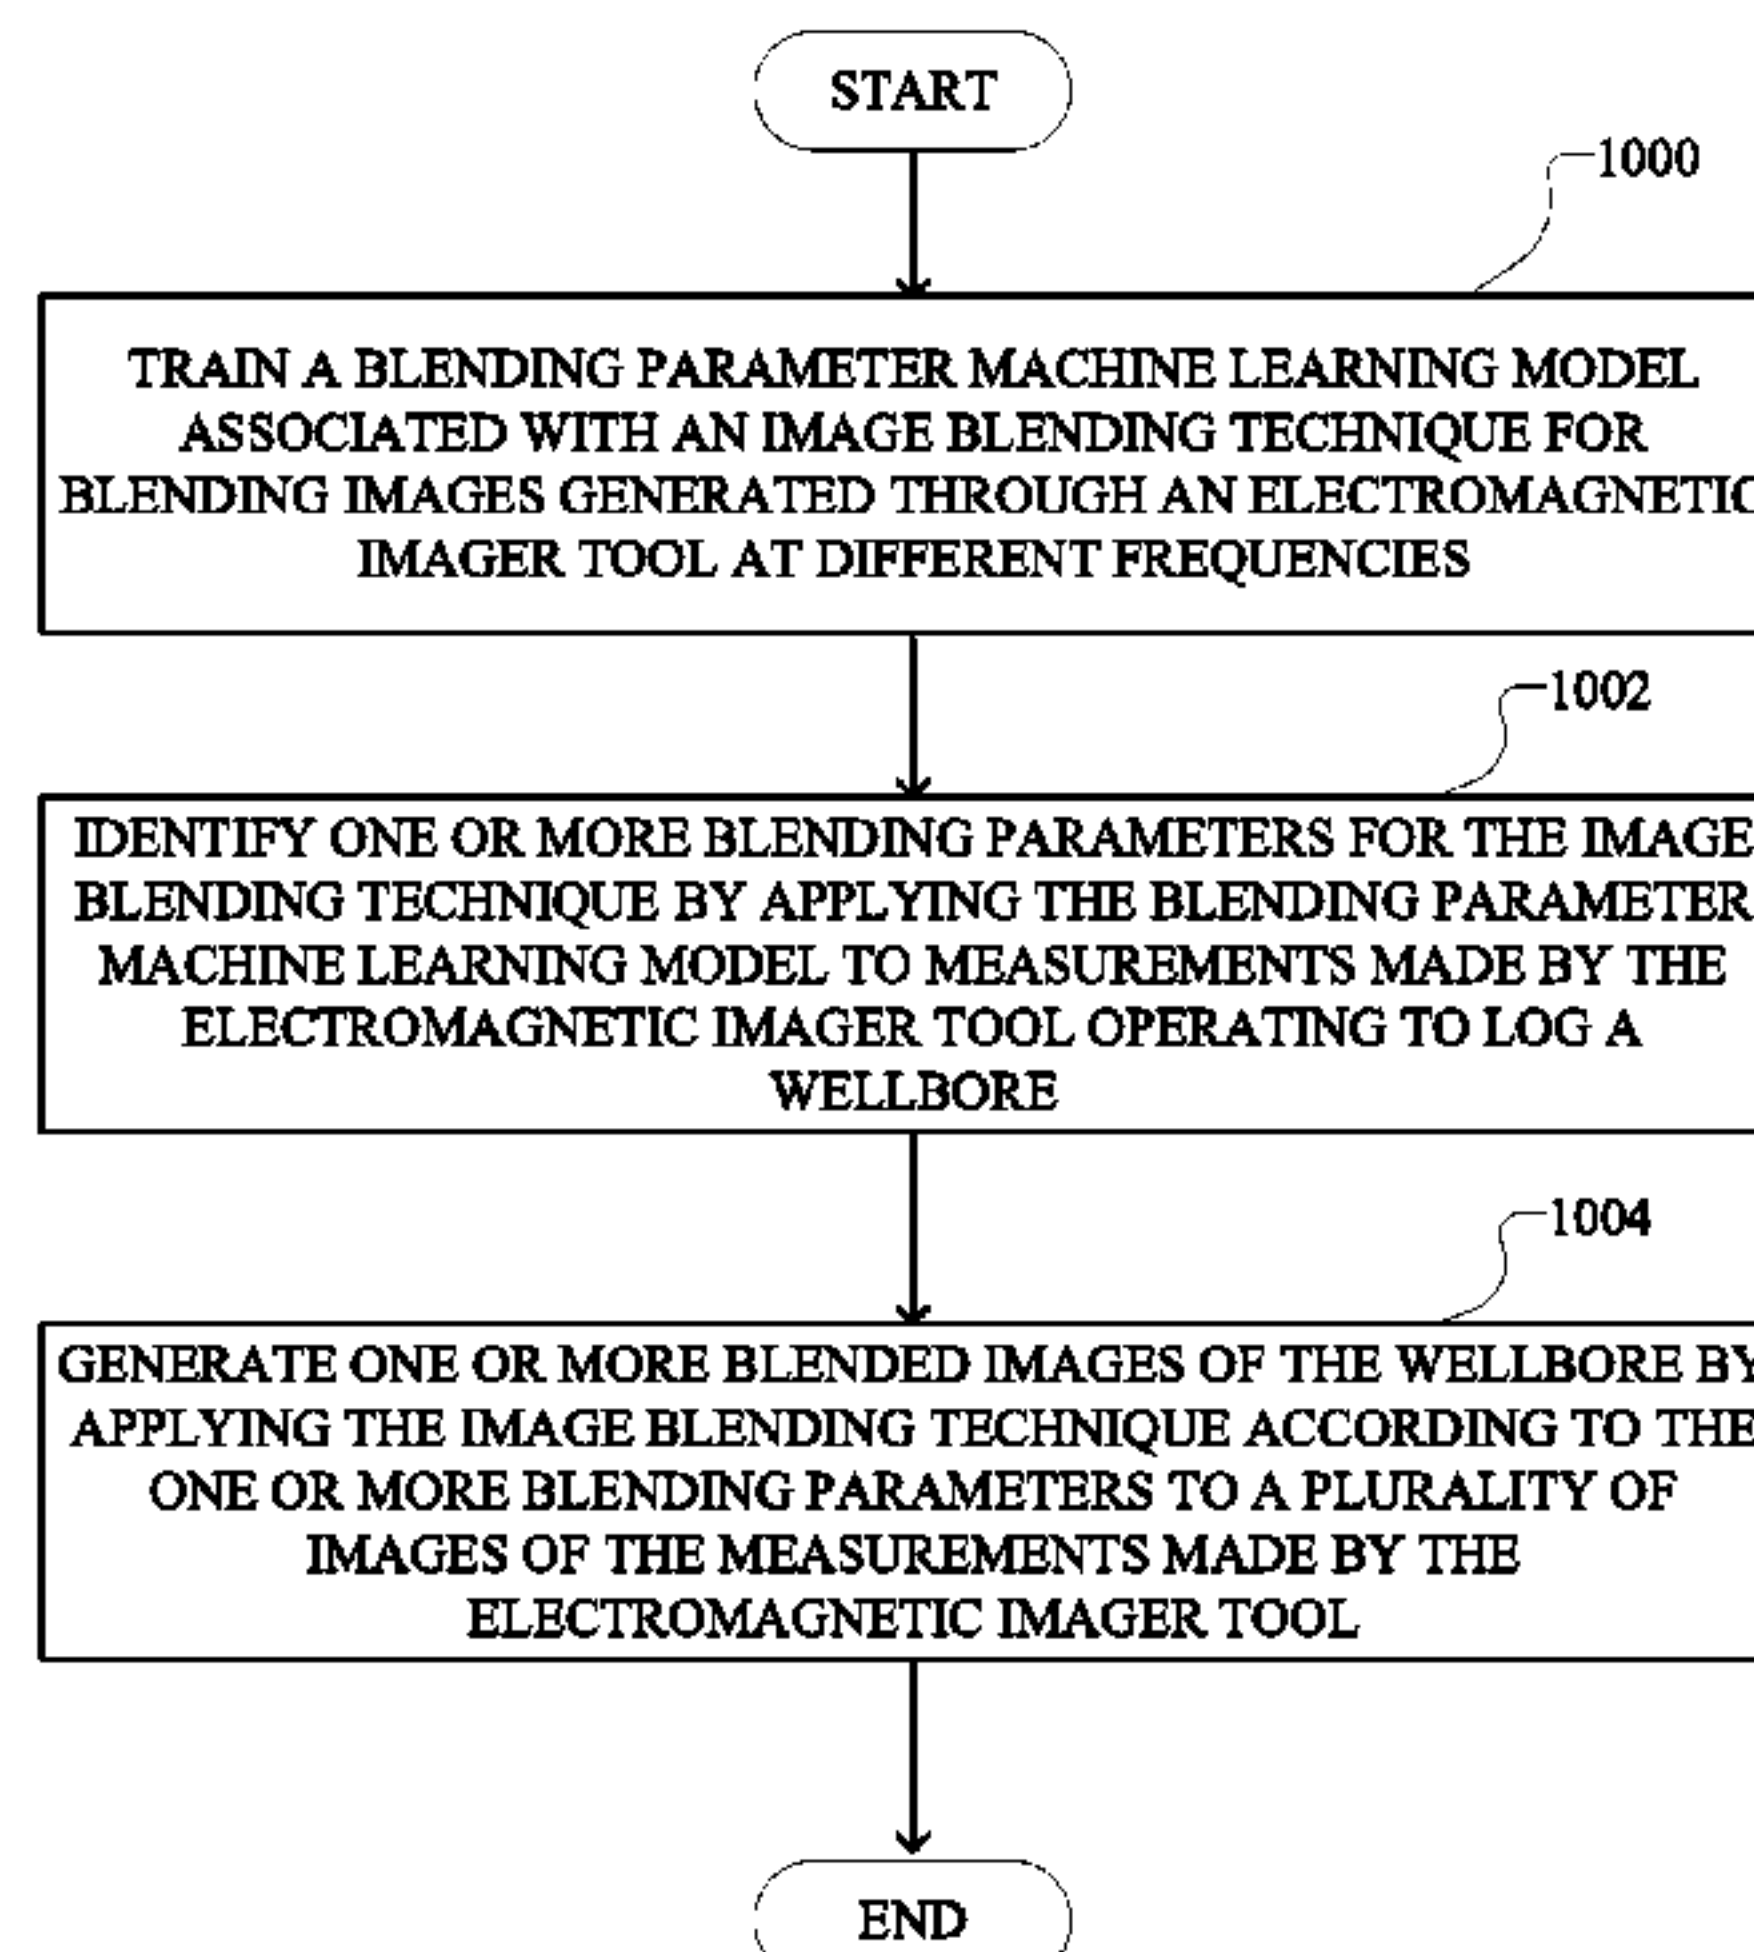 START
1000
TRAIN A BLENDING PARAMETER MACHINE LEARNING MODEL
ASSOCIATED WITH AN IMAGE BLENDING TECHNIQUE FOR
BLENDING IMAGES GENERATED THROUGH AN ELECTROMAGNETIC
IMAGER TOOL AT DIFFERENT FREQUENCIES
1002
IDENTIFY ONE OR MORE BLENDING PARAMETERS FOR THE IMAGE
BLENDING TECHNIQUE BY APPLYING THE BLENDING PARAMETER
MACHINE LEARNING MODEL TO MEASUREMENTS MADE BY THE
ELECTROMAGNETIC IMAGER TOOL OPERATING TO LOG A
WELLBORE
1004
GENERATE ONE OR MORE BLENDED IMAGES OF THE WELLBORE BY
APPLYING THE IMAGE BLENDING TECHNIQUE ACCORDING TO THE
ONE OR MORE BLENDING PARAMETERS TO A PLURALITY OF
IMAGES OF THE MEASUREMENTS MADE BY THE
ELECTROMAGNETIC IMAGER TOOL
END